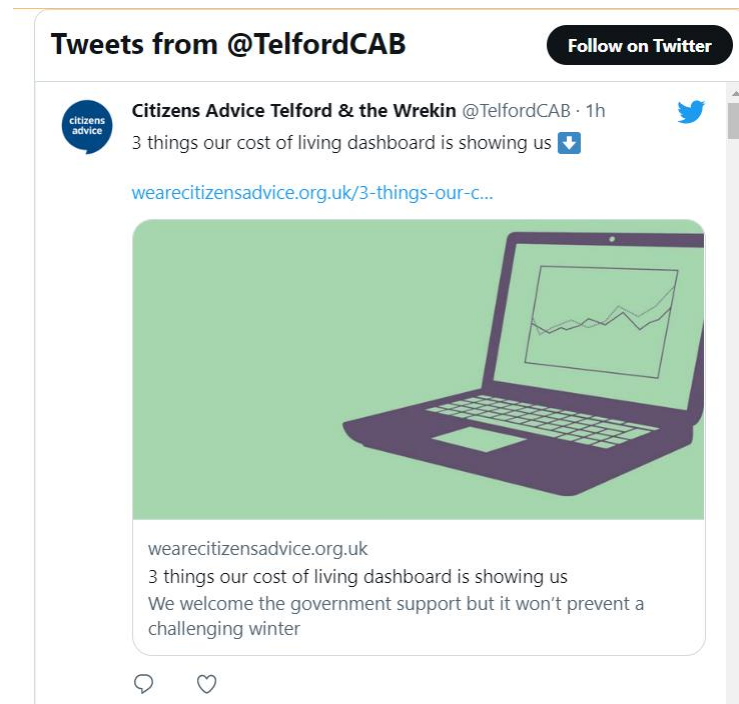 Tweets from @TelfordCAB
Follow on Twitter
citizens
advice
Citizens Advice Telford & the Wrekin @TelfordCAB · 1h
3 things our cost of living dashboard is showing us ⬇️
wearecitizensadvice.org.uk/3-things-our-c...
wearecitizensadvice.org.uk
3 things our cost of living dashboard is showing us
We welcome the government support but it won’t prevent a
challenging winter